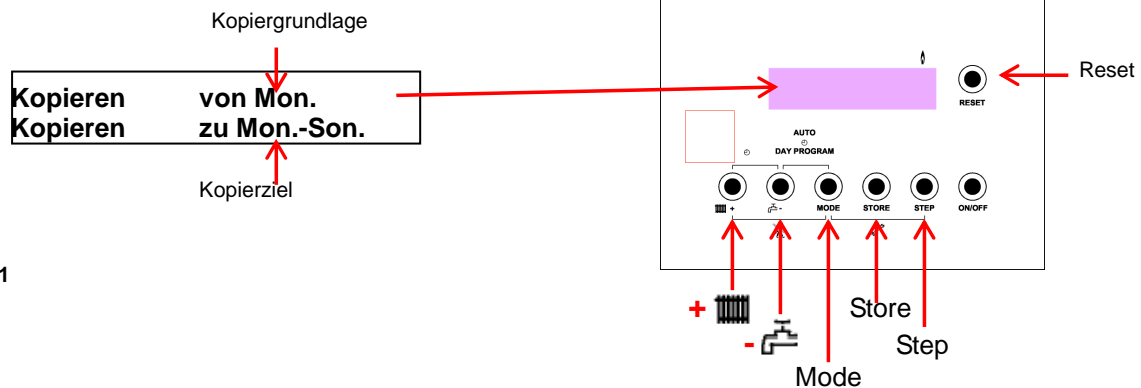 Kopiergrundlage
Kopieren von Mon.
Kopieren zu Mon.-Son.
Kopierziel
1
Reset
RESET
AUTO
DAY PROGRAM
+ - MODE STORE STEP ON/OFF
+
-
Store
Step
Mode